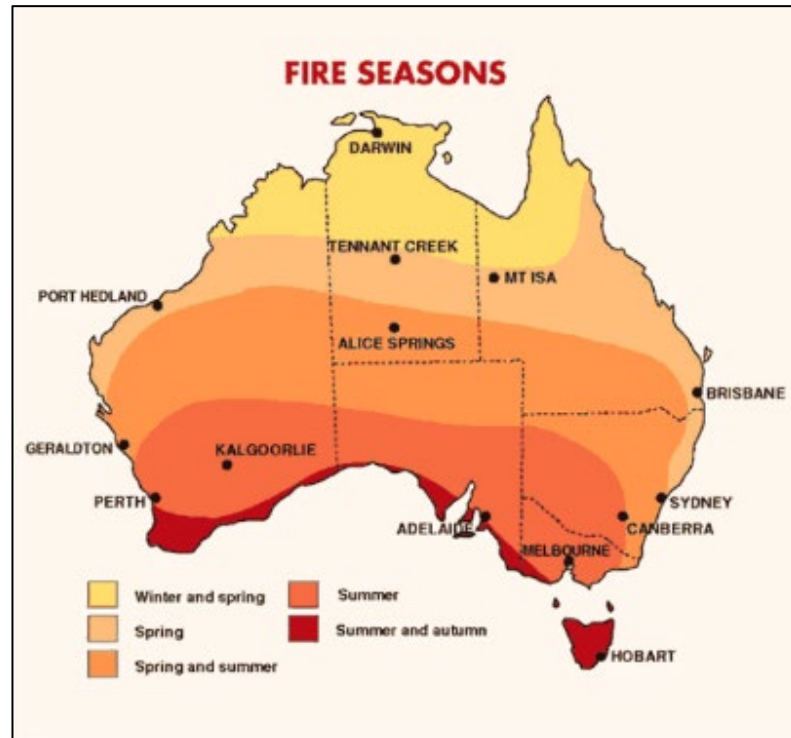 FIRE SEASONS
DARWIN
TENNANT CREEK
MT ISA
PORT HEDLAND
ALICE SPRINGS
BRISBANE
GERALDTON
KALGOORLIE
PERTH
SYDNEY
ADELAIDE
CANBERRA
MELBOURNE
Winter and spring
Summer
Spring
Summer and autumn
Spring and summer
HOBART